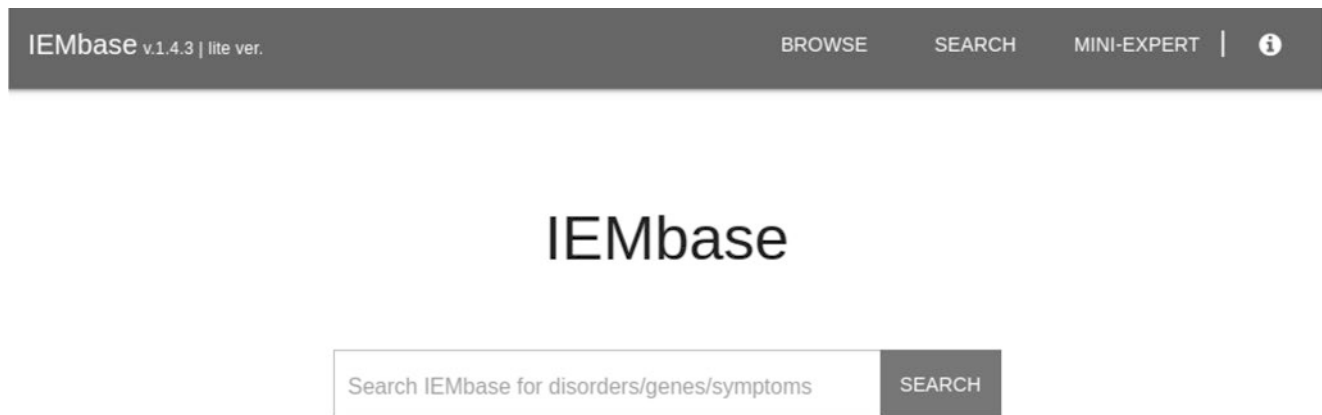 IEMbase v.1.4.3 | lite ver. BROWSE SEARCH MINI-EXPERT |
IEMbase
Search IEMbase for disorders/genes/symptoms SEARCH